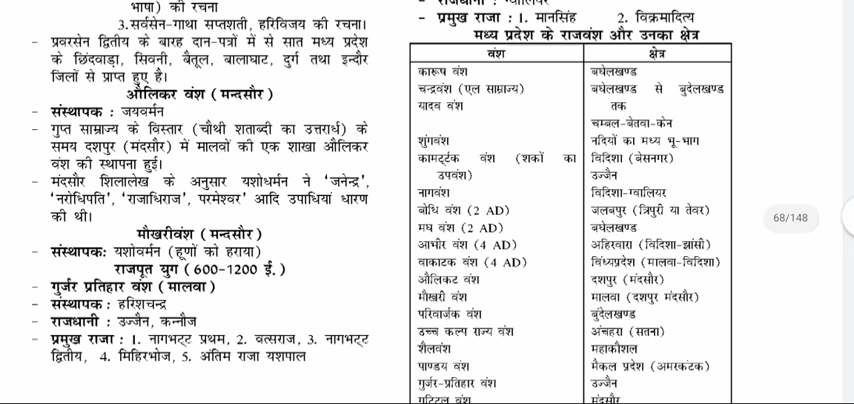 भाषा) की रचना
3.सर्वसेन-गाथा सप्तशती, हरिविजय की रचना।
- प्रवरसेन द्वितीय के बारह दान-पत्रों में से सात मध्य प्रदेश
के छिंदवाड़ा, सिवनी, बैतूल, बालाघाट, दुर्ग तथा इन्दौर
जिलों से प्राप्त हुए है।
औलिकर वंश (मन्दसौर)
- संस्थापक : जयवर्मन
- गुप्त साम्राज्य के विस्तार (चौथी शताब्दी का उत्तरार्ध) के
समय दशपुर (मंदसौर) में मालवों की एक शाखा औलिकर
वंश की स्थापना हुई।
- मंदसौर शिलालेख के अनुसार यशोधर्मन ने 'जनेन्द्र',
'नरोधिपति', 'राजाधिराज', परमेश्वर' आदि उपाधियां धारण
की थी।
मौखरीवंश (मन्दसौर)
- संस्थापक: यशोवर्मन (हूणों को हराया)
राजपूत युग (600-1200 ई.)
- गुर्जर प्रतिहार वंश (मालवा)
- संस्थापक : हरिशचन्द्र
- राजधानी : उज्जैन, कन्नौज
- प्रमुख राजा : 1. नागभट्ट प्रथम, 2. वत्सराज, 3. नागभट्ट
द्वितीय, 4. मिहिरभोज, 5. अंतिम राजा यशपाल
- राजधानी : ग्वालियर
- प्रमुख राजा : 1. मानसिंह 2. विक्रमादित्य
मध्य प्रदेश के राजवंश और उनका क्षेत्र
वंश क्षेत्र
कारूष वंश बघेलखण्ड
चन्द्रवंश (एल साम्राज्य) बघेलखण्ड से बुदेलखण्ड
यादव वंश तक
चम्बल-बेतवा-केन
शुंगवंश नदियों का मध्य भू-भाग
कामर्ट्टक वंश (शकों का विदिशा (बेसनगर)
उपवंश) उज्जैन
नागवंश विदिशा-ग्वालियर
बोधि वंश (2 AD) जलबपुर (त्रिपुरी या तेवर)
मघ वंश (2 AD) बघेलखण्ड
आभीर वंश (4 AD) अहिरवारा (विदिशा-झांसी)
वाकाटक वंश (4 AD) विंध्यप्रदेश (मालवा-विदिशा)
औलिकट वंश दशपुर (मंदसौर)
मौखरी वंश मालवा (दशपुर मंदसौर)
परिवार्जक वंश बुंदेलखण्ड
उच्च कल्प राज्य वंश अंचहरा (सतना)
शैलवंश महाकौशल
पाण्डय वंश मैकल प्रदेश (अमरकंटक)
गुर्जर-प्रतिहार वंश उज्जैन
गुहिल वंश मंदसौर
68/148